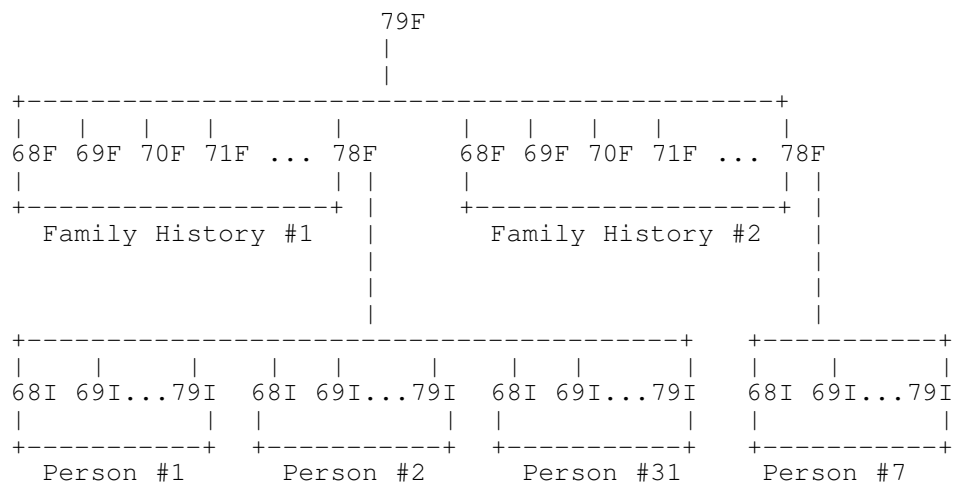 79F
68F 69F 70F 71F ... 78F 68F 69F 70F 71F ... 78F
Family History #1 Family History #2
68I 69I...79I 68I 69I...79I 68I 69I...79I 68I 69I...79I
Person #1 Person #2 Person #31 Person #7